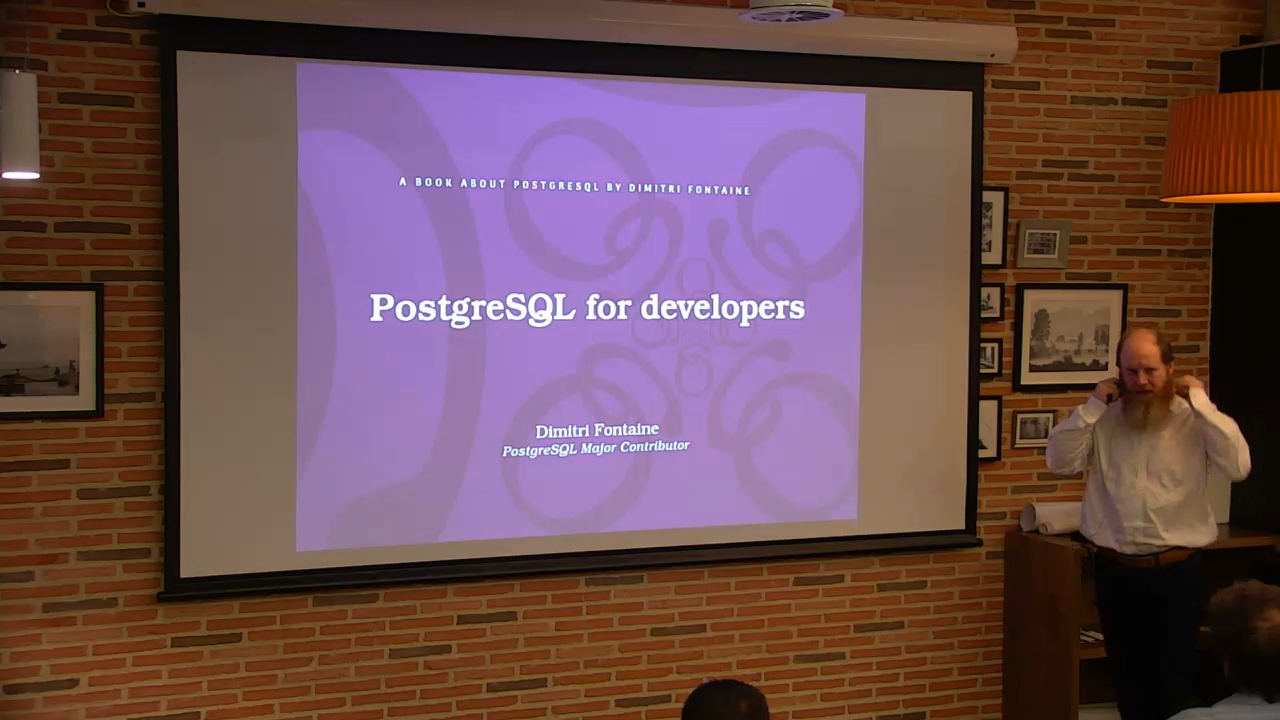 A BOOK ABOUT POSTGRESQL BY DIMITRI FONTAINE
PostgreSQL for developers
Dimitri Fontaine
PostgreSQL Major Contributor